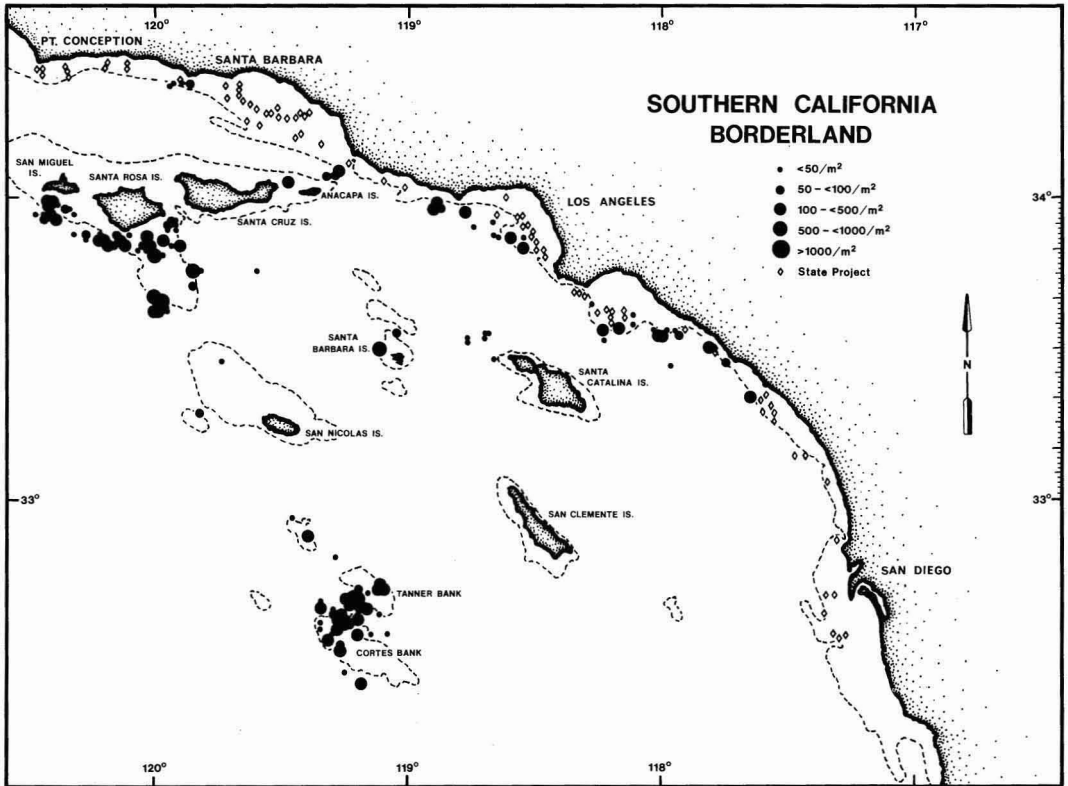 120°
119°
118°
117°
PT. CONCEPTION
SANTA BARBARA
SOUTHERN CALIFORNIA
BORDERLAND
<50/m²
50 - <100/m²
100 - <500/m²
500 - <1000/m²
>1000/m²
State Project
SAN MIGUEL
IS.
SANTA ROSA IS.
SANTA CRUZ IS.
ANACAPA IS.
LOS ANGELES
34°
34°
SANTA
BARBARA IS.
SANTA
CATALINA IS.
N
SAN NICOLAS IS.
33°
33°
SAN CLEMENTE IS.
SAN DIEGO
TANNER BANK
CORTES BANK
120°
119°
118°
117°